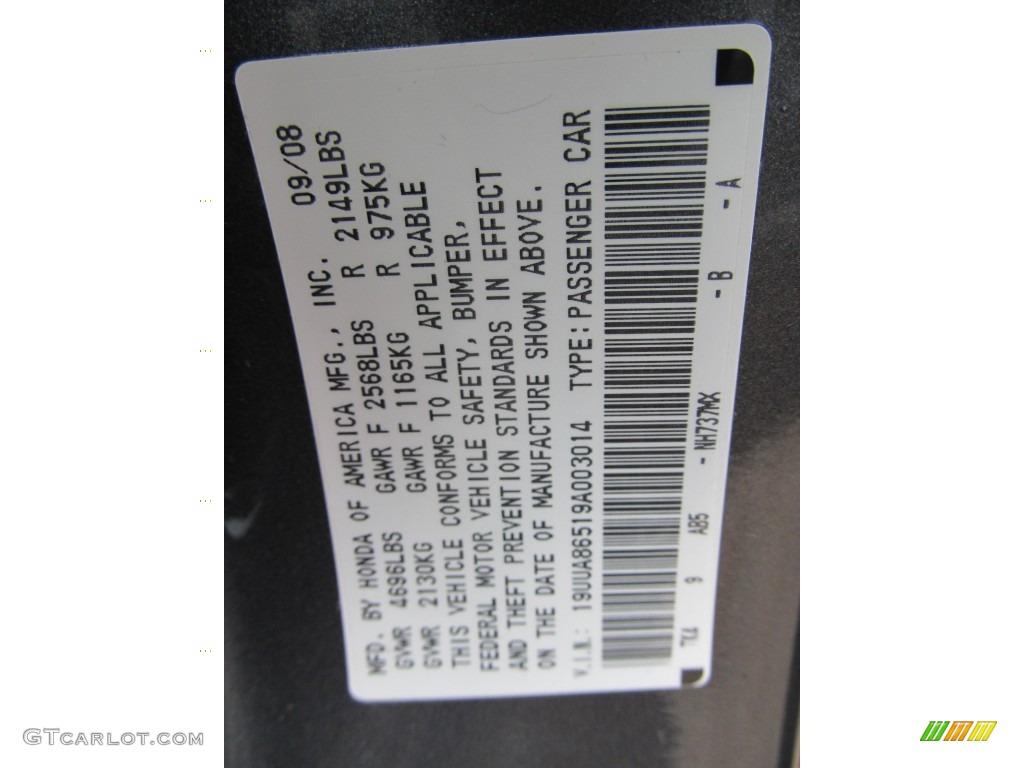 MFD. BY HONDA OF AMERICA MFG., INC. 09/08
GVWR 4696LBS GAWR F 2568LBS R 2149LBS
GVWR 2130KG GAWR F 1165KG R 975KG
THIS VEHICLE CONFORMS TO ALL APPLICABLE
FEDERAL MOTOR VEHICLE SAFETY, BUMPER,
AND THEFT PREVENTION STANDARDS IN EFFECT
ON THE DATE OF MANUFACTURE SHOWN ABOVE.
V.I.N.: 19UUA86519A003014 TYPE:PASSENGER CAR
TK4 9 AB5 - NH737MX - B - A
GTCARLOT.COM